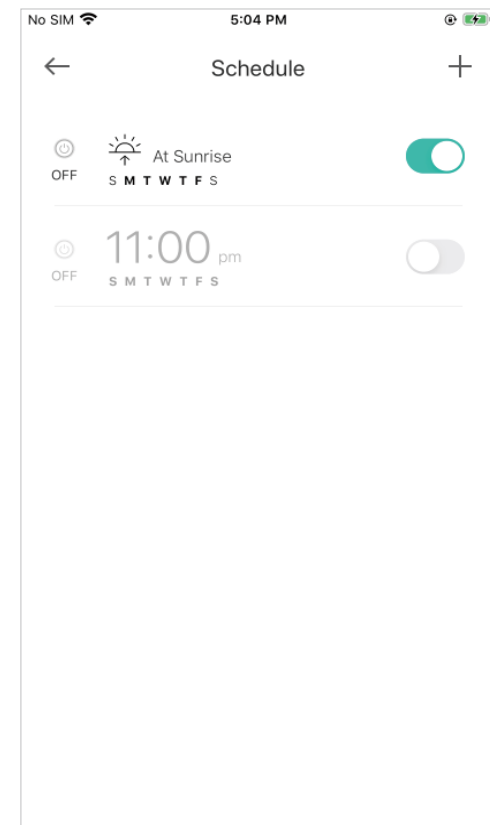 No SIM 5:04 PM
Schedule
At Sunrise
OFF
S M T W T F S
11:00 pm
OFF
S M T W T F S